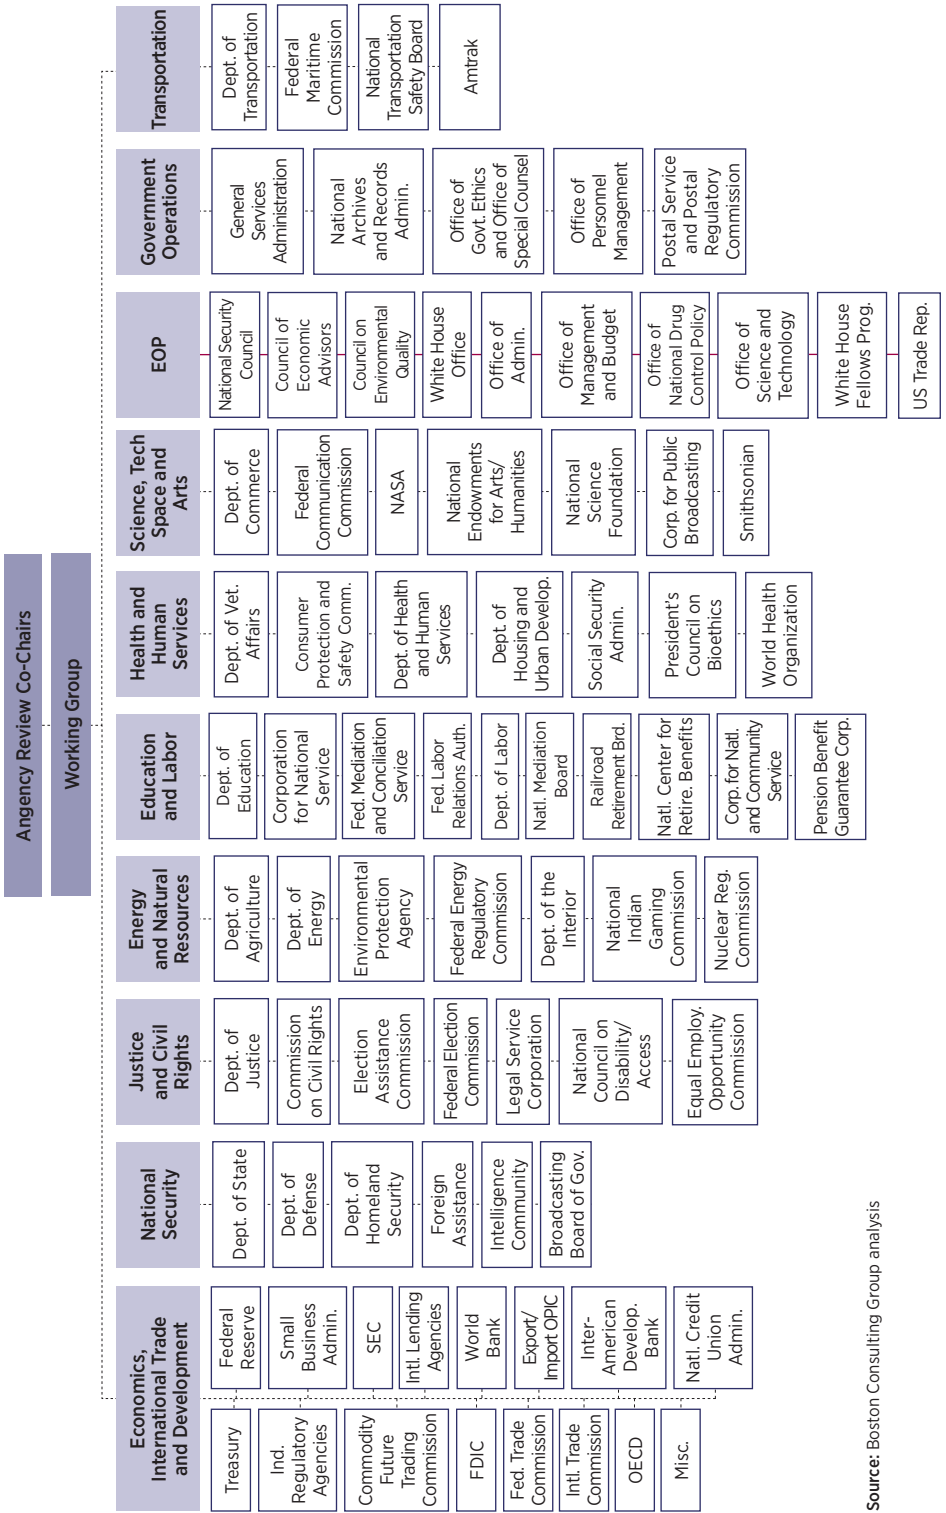 Angency Review Co-Chairs
Working Group
Economics,
International Trade
and Development
Treasury
Ind.
Regulatory
Agencies
Commodity
Future
Trading
Commission
FDIC
Fed. Trade
Commission
Intl. Trade
Commission
OECD
Misc.
Federal
Reserve
Small
Business
Admin.
SEC
Intl. Lending
Agencies
World
Bank
Export/
Import OPIC
Inter-
American
Develop.
Bank
Natl. Credit
Union
Admin.
National
Security
Dept. of State
Dept. of
Defense
Dept. of
Homeland
Security
Foreign
Assistance
Intelligence
Community
Broadcasting
Board of Gov.
Justice
and Civil
Rights
Dept. of
Justice
Commission
on Civil Rights
Election
Assistance
Commission
Federal Election
Commission
Legal Service
Corporation
National
Council on
Disability/
Access
Equal Employ.
Opportunity
Commission
Energy
and Natural
Resources
Dept. of
Agriculture
Dept. of
Energy
Environmental
Protection
Agency
Federal Energy
Regulatory
Commission
Dept. of the
Interior
National
Indian
Gaming
Commission
Nuclear Reg.
Commission
Education
and Labor
Dept. of
Education
Corporation
for National
Service
Fed. Mediation
and Conciliation
Service
Fed. Labor
Relations Auth.
Dept. of Labor
Natl. Mediation
Board
Railroad
Retirement Brd.
Natl. Center for
Retire. Benefits
Corp. for Natl.
and Community
Service
Pension Benefit
Guarantee Corp.
Health and
Human
Services
Dept. of Vet.
Affairs
Consumer
Protection and
Safety Comm.
Dept. of Health
and Human
Services
Dept. of
Housing and
Urban Develop.
Social Security
Admin.
President's
Council on
Bioethics
World Health
Organization
Science, Tech
Space and
Arts
Dept. of
Commerce
Federal
Communication
Commission
NASA
National
Endowments
for Arts/
Humanities
National
Science
Foundation
Corp. for Public
Broadcasting
Smithsonian
EOP
National Security
Council
Council of
Economic
Advisors
Council on
Environmental
Quality
White House
Office
Office of
Admin.
Office of
Management
and Budget
Office of
National Drug
Control Policy
Office of
Science and
Technology
White House
Fellows Prog.
US Trade Rep.
Government
Operations
General
Services
Administration
National
Archives
and Records
Admin.
Office of
Govt. Ethics
and Office of
Special Counsel
Office of
Personnel
Management
Postal Service
and Postal
Regulatory
Commission
Transportation
Dept. of
Transportation
Federal
Maritime
Commission
National
Transportation
Safety Board
Amtrak
Source: Boston Consulting Group analysis